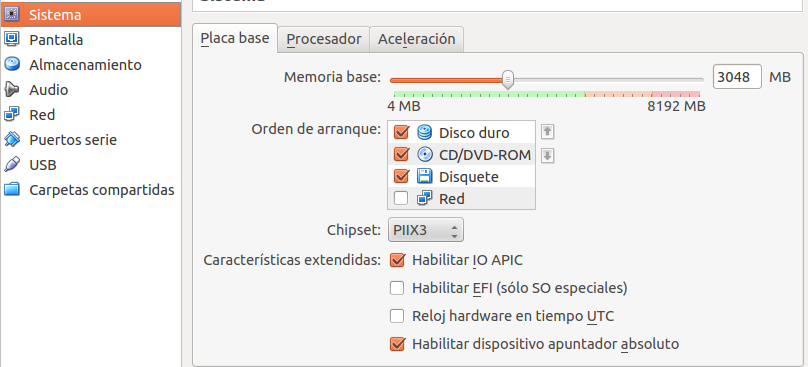 Sistema
Pantalla
Almacenamiento
Audio
Red
Puertos serie
USB
Carpetas compartidas
Placa base Procesador Aceleración
Memoria base: 3048 MB
4 MB 8192 MB
Orden de arranque: Disco duro
CD/DVD-ROM
Disquete
Red
Chipset: PIIX3
Características extendidas: Habilitar IO APIC
Habilitar EFI (sólo SO especiales)
Reloj hardware en tiempo UTC
Habilitar dispositivo apuntador absoluto